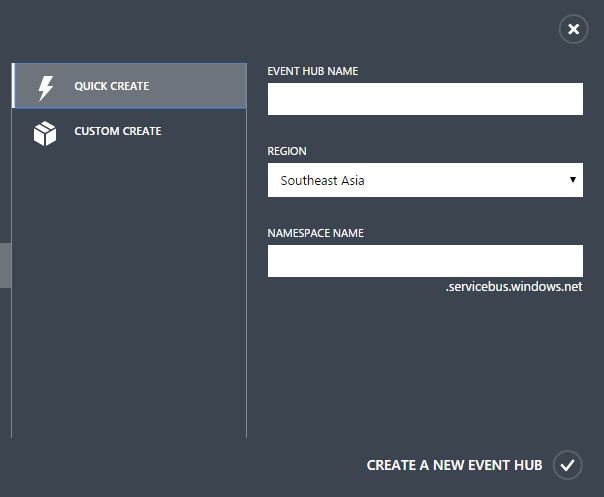 QUICK CREATE
CUSTOM CREATE
EVENT HUB NAME
REGION
Southeast Asia
NAMESPACE NAME
.servicebus.windows.net
CREATE A NEW EVENT HUB